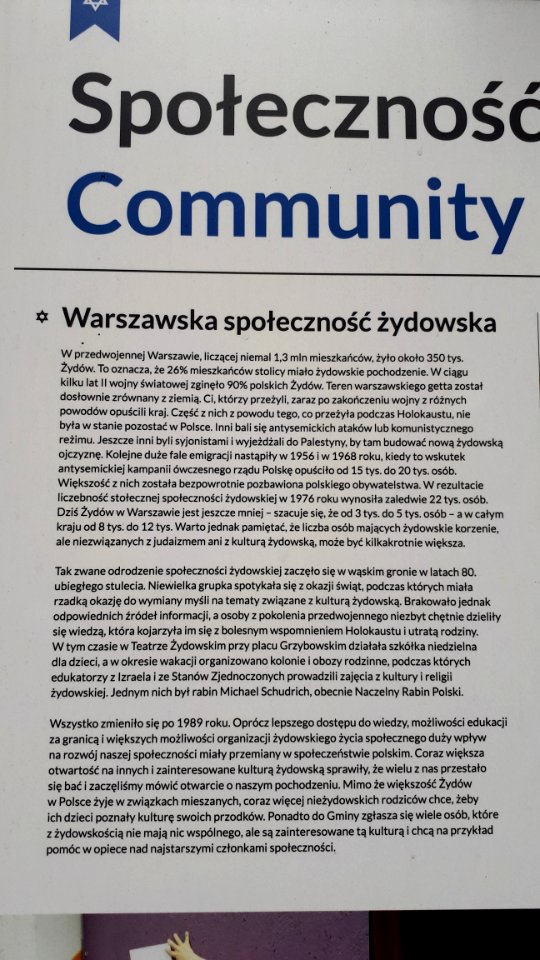 Społeczność
Community
Warszawska społeczność żydowska
W przedwojennej Warszawie, liczącej niemal 1,3 mln mieszkańców, żyło około 350 tys.
Żydów. To oznacza, że 26% mieszkańców stolicy miało żydowskie pochodzenie. W ciągu
kilku lat II wojny światowej zginęło 90% polskich Żydów. Teren warszawskiego getta został
dosłownie zrównany z ziemią. Ci, którzy przeżyli, zaraz po zakończeniu wojny z różnych
powodów opuścili kraj. Część z nich z powodu tego, co przeżyła podczas Holokaustu, nie
była w stanie pozostać w Polsce. Inni bali się antysemickich ataków lub komunistycznego
reżimu. Jeszcze inni byli syjonistami i wyjeżdżali do Palestyny, by tam budować nową żydowską
ojczyznę. Kolejne duże fale emigracji nastąpiły w 1956 i w 1968 roku, kiedy to wskutek
antysemickiej kampanii ówczesnego rządu Polskę opuściło od 15 tys. do 20 tys. osób.
Większość z nich została bezpowrotnie pozbawiona polskiego obywatelstwa. W rezultacie
liczebność stołecznej społeczności żydowskiej w 1976 roku wynosiła zaledwie 22 tys. osób.
Dziś Żydów w Warszawie jest jeszcze mniej – szacuje się, że od 3 tys. do 5 tys. osób – a w całym
kraju od 8 tys. do 12 tys. Warto jednak pamiętać, że liczba osób mających żydowskie korzenie,
ale niezwiązanych z judaizmem ani z kulturą żydowską, może być kilkakrotnie większa.
Tak zwane odrodzenie społeczności żydowskiej zaczęło się w wąskim gronie w latach 80.
ubiegłego stulecia. Niewielka grupka spotykała się z okazji świąt, podczas których miała
rzadką okazję do wymiany myśli na tematy związane z kulturą żydowską. Brakowało jednak
odpowiednich źródeł informacji, a osoby z pokolenia przedwojennego niezbyt chętnie dzieliły
się wiedzą, która kojarzyła im się z bolesnym wspomnieniem Holokaustu i utratą rodziny.
W tym czasie w Teatrze Żydowskim przy placu Grzybowskim działała szkółka niedzielna
dla dzieci, a w okresie wakacji organizowano kolonie i obozy rodzinne, podczas których
edukatorzy z Izraela i ze Stanów Zjednoczonych prowadzili zajęcia z kultury i religii
żydowskiej. Jednym nich był rabin Michael Schudrich, obecnie Naczelny Rabin Polski.
Wszystko zmieniło się po 1989 roku. Oprócz lepszego dostępu do wiedzy, możliwości edukacji
za granicą i większych możliwości organizacji żydowskiego życia społecznego duży wpływ
na rozwój naszej społeczności miały przemiany w społeczeństwie polskim. Coraz większa
otwartość na innych i zainteresowane kulturą żydowską sprawiły, że wielu z nas przestało
się bać i zaczęliśmy mówić otwarcie o naszym pochodzeniu. Mimo że większość Żydów
w Polsce żyje w związkach mieszanych, coraz więcej nieżydowskich rodziców chce, żeby
ich dzieci poznały kulturę swoich przodków. Ponadto do Gminy zgłasza się wiele osób, które
z żydowskością nie mają nic wspólnego, ale są zainteresowane tą kulturą i chcą na przykład
pomóc w opiece nad najstarszymi członkami społeczności.